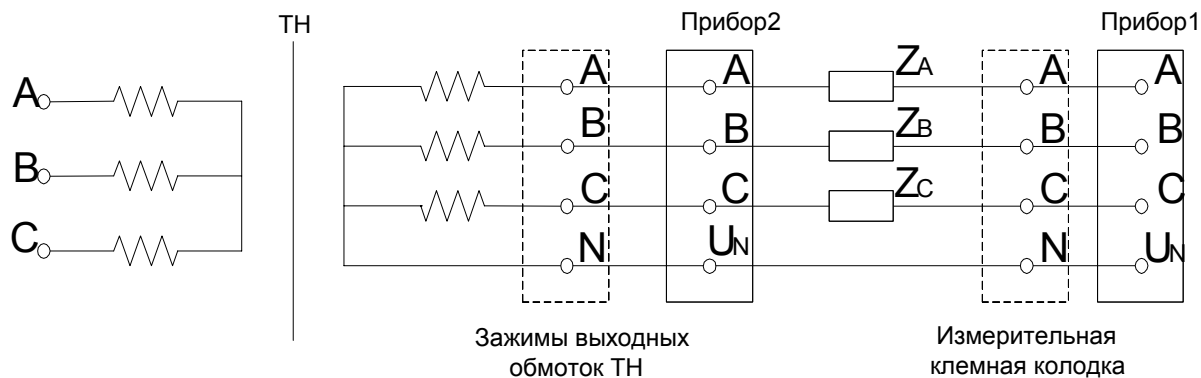 ТН
Прибор2
Прибор1
A
B
C
A
B
C
N
A
B
C
UN
ZA
ZB
ZC
A
B
C
N
A
B
C
UN
Зажимы выходных
обмоток ТН
Измерительная
клемная колодка